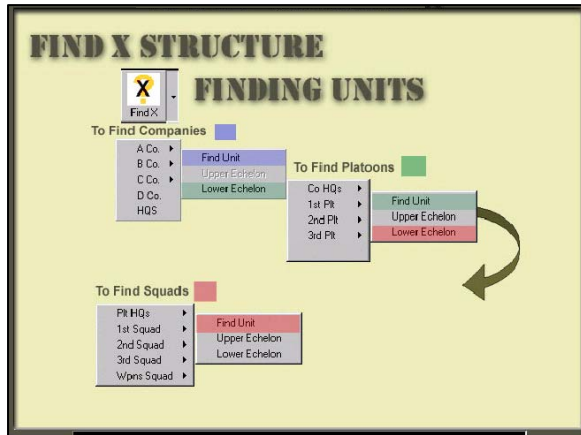 FIND X STRUCTURE
X
Find X
FINDING UNITS
To Find Companies
A Co.
B Co.
C Co.
D Co.
HQS
Find Unit
Upper Echelon
Lower Echelon
To Find Platoons
Co HQs
1st Plt
2nd Plt
3rd Plt
Find Unit
Upper Echelon
Lower Echelon
To Find Squads
Plt HQs
1st Squad
2nd Squad
3rd Squad
Wpns Squad
Find Unit
Upper Echelon
Lower Echelon